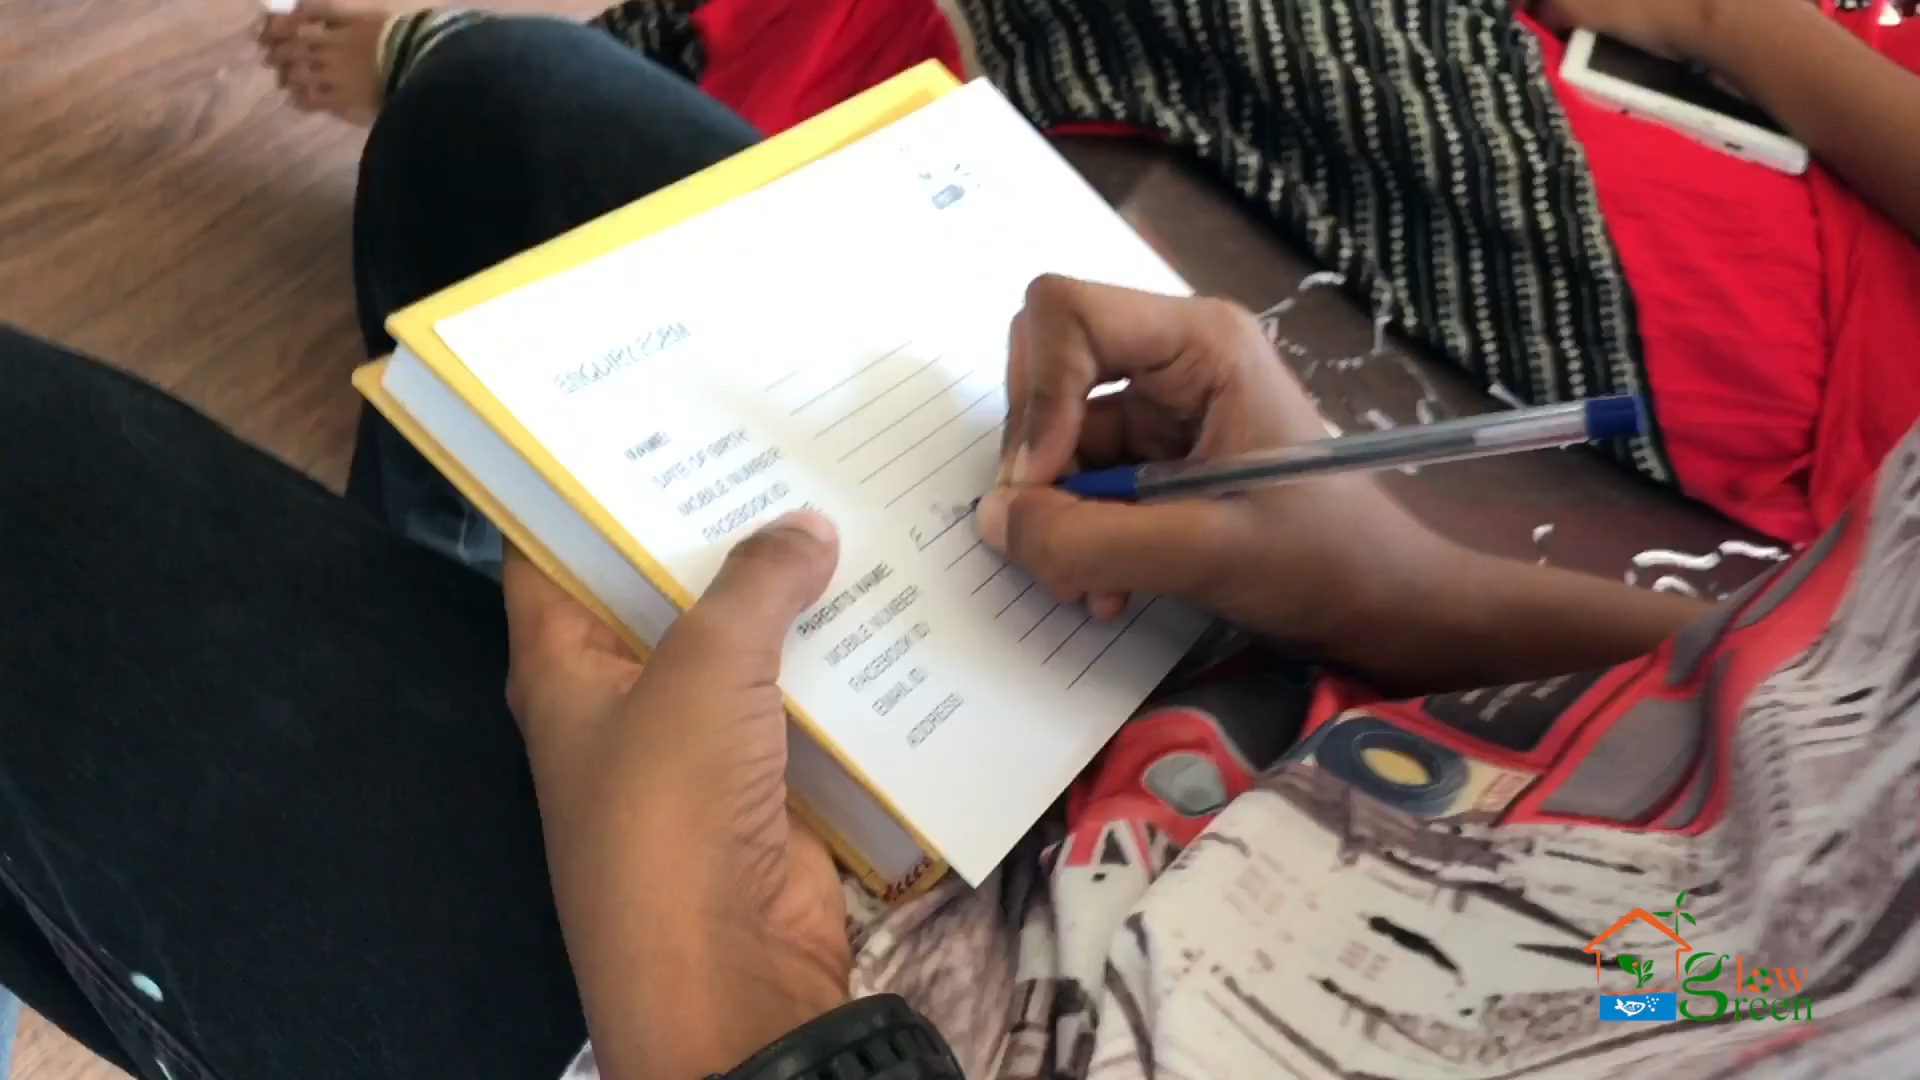 ENQUIRY FORM
NAME:
DATE OF BIRTH:
MOBILE NUMBER:
FACEBOOK ID:
PARENTS NAME:
MOBILE NUMBER:
FACEBOOK ID:
EMAIL ID:
ADDRESS:
glow
green